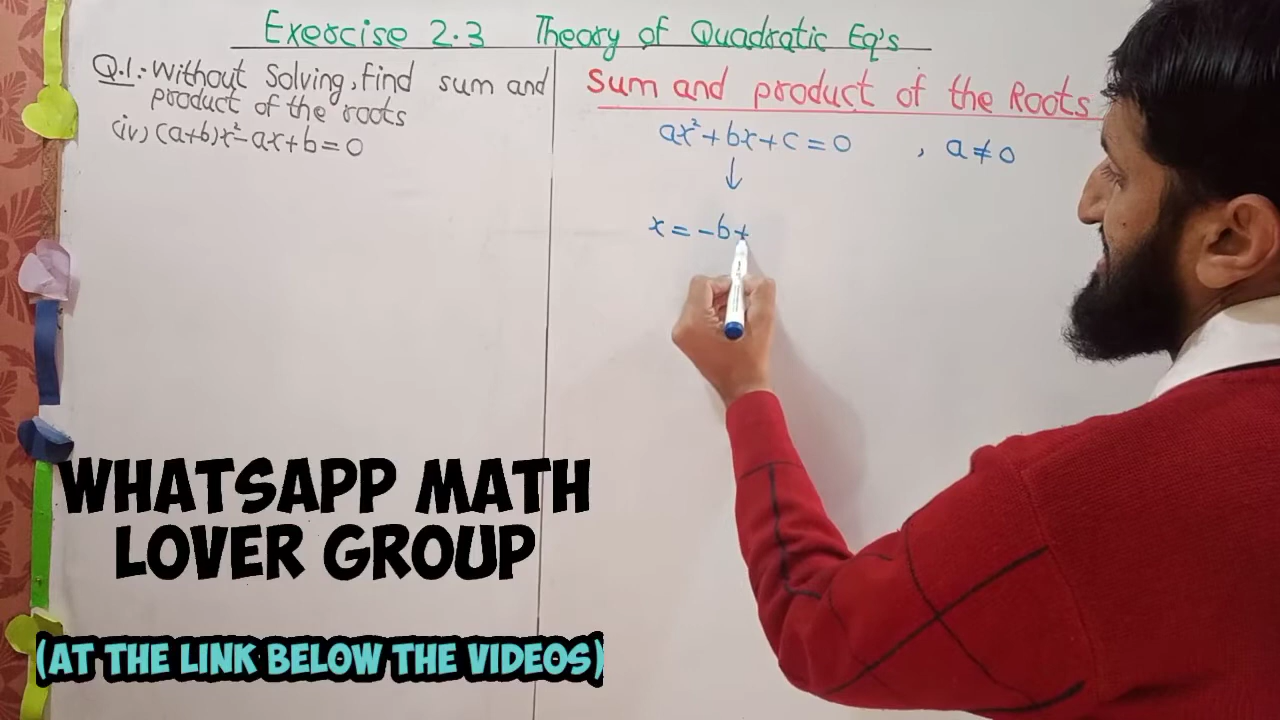 Exercise 2.3 Theory of Quadratic Eq's
Q.1:- Without Solving, Find sum and
product of the roots
(iv) (a+b)x²-ax+b=0
Sum and product of the Roots
ax²+bx+c=0 , a≠0
↓
x=-b+
WHATSAPP MATH
LOVER GROUP
(AT THE LINK BELOW THE VIDEOS)